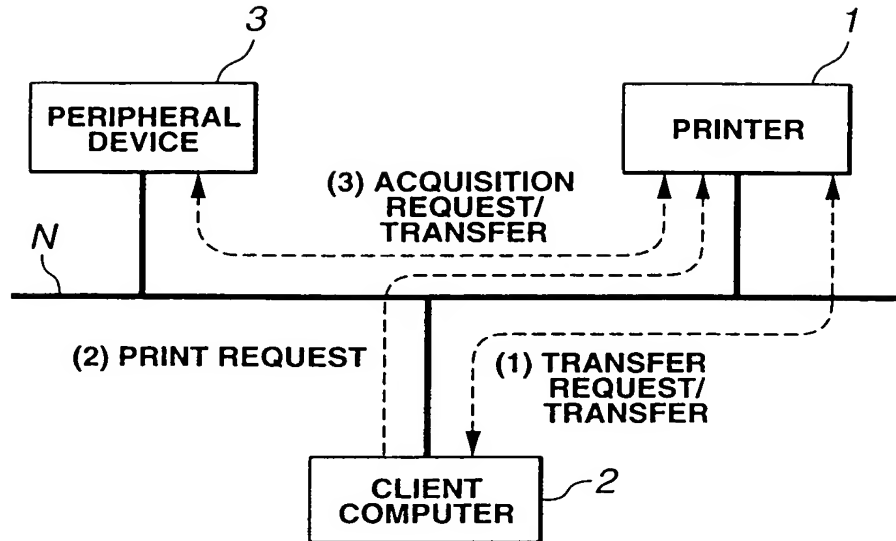 3
1
PERIPHERAL
DEVICE
PRINTER
(3) ACQUISITION
REQUEST/
TRANSFER
N
(2) PRINT REQUEST
(1) TRANSFER
REQUEST/
TRANSFER
CLIENT
COMPUTER
2